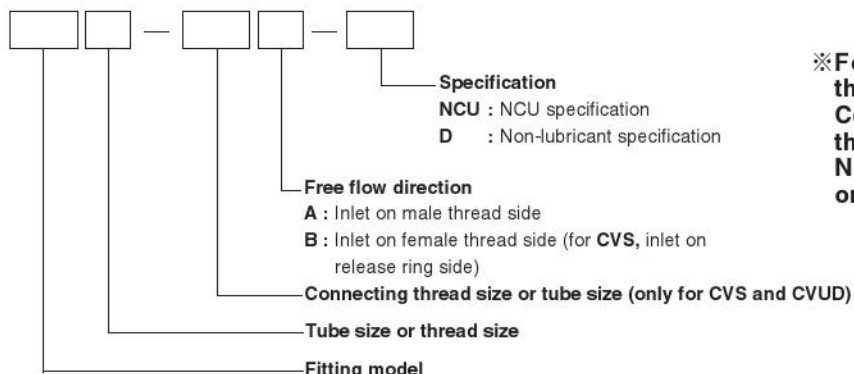 Specification
NCU : NCU specification
D : Non-lubricant specification
Free flow direction
A : Inlet on male thread side
B : Inlet on female thread side (for CVS, inlet on
release ring side)
Connecting thread size or tube size (only for CVS and CVUD)
Tube size or thread size
Fitting model